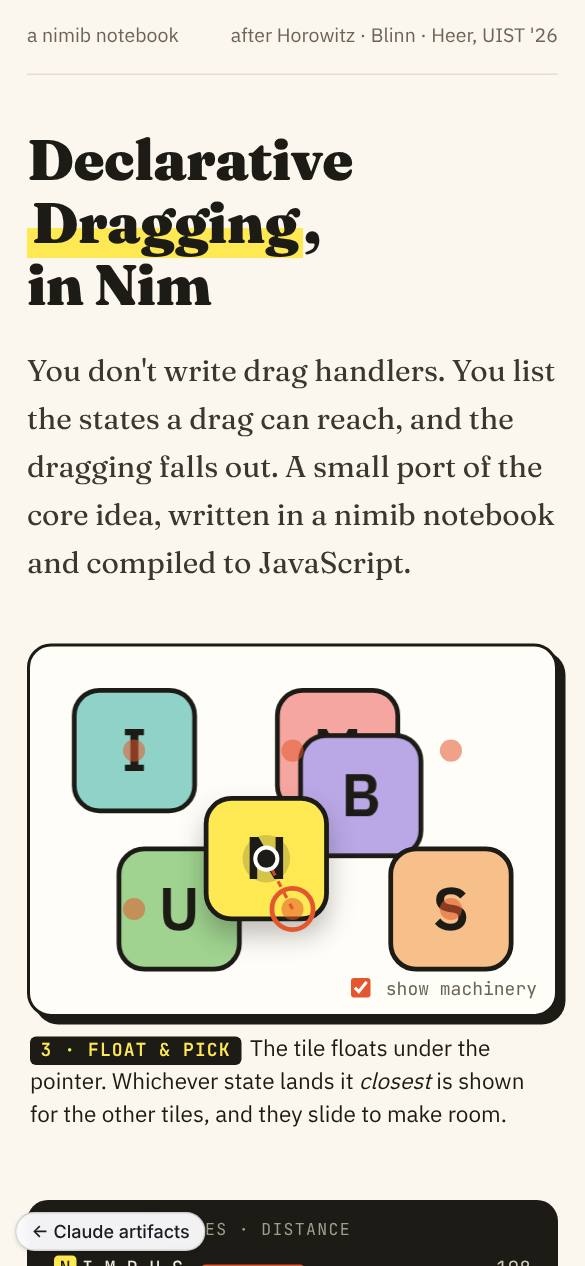 a nimib notebook
after Horowitz · Blinn · Heer, UIST '26
Declarative
Dragging,
in Nim
You don't write drag handlers. You list
the states a drag can reach, and the
dragging falls out. A small port of the
core idea, written in a nimib notebook
and compiled to JavaScript.
I
B
N
U
S
show machinery
3 · FLOAT & PICK The tile floats under the
pointer. Whichever state lands it closest is shown
for the other tiles, and they slide to make room.
← Claude artifacts
ES · DISTANCE